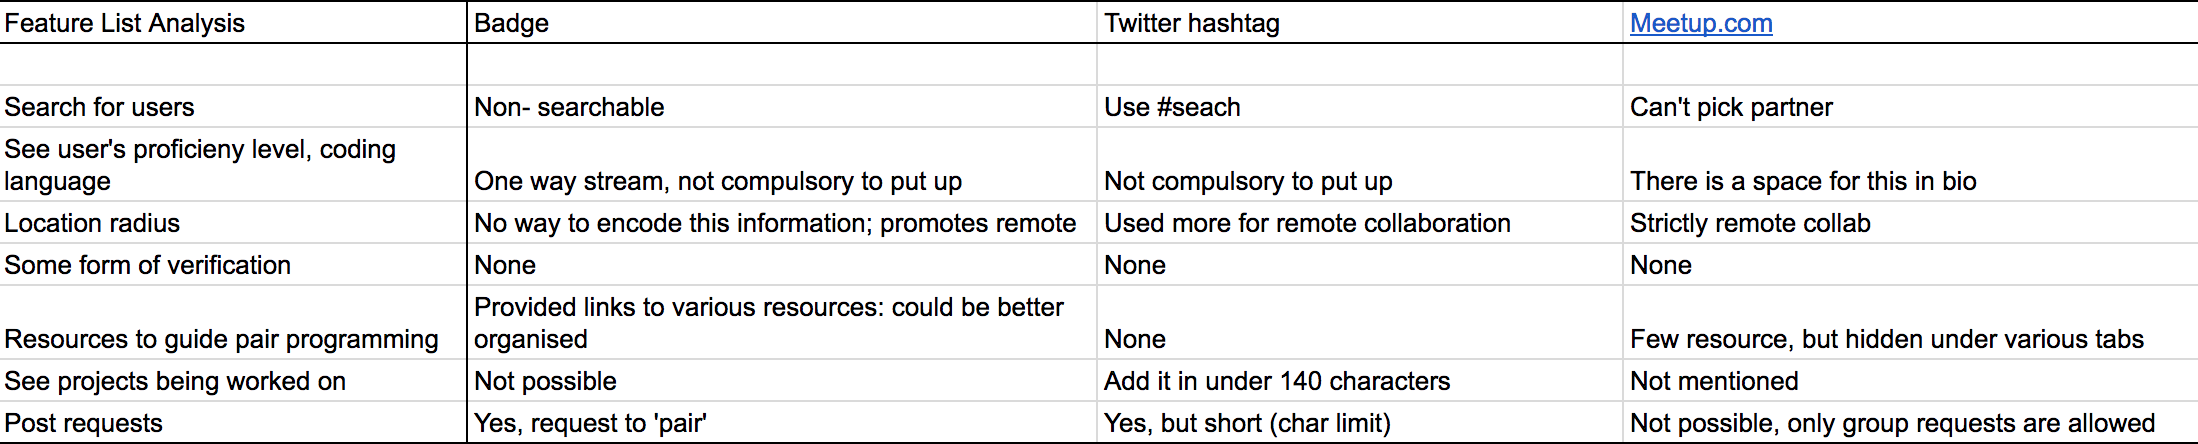 Feature List Analysis Badge Twitter hashtag Meetup.com
Search for users Non- searchable Use #seach Can't pick partner
See user's proficieny level, coding
language One way stream, not compulsory to put up Not compulsory to put up There is a space for this in bio
Location radius No way to encode this information; promotes remote Used more for remote collaboration Strictly remote collab
Some form of verification None None None
Provided links to various resources: could be better
Resources to guide pair programming organised None Few resource, but hidden under various tabs
See projects being worked on Not possible Add it in under 140 characters Not mentioned
Post requests Yes, request to 'pair' Yes, but short (char limit) Not possible, only group requests are allowed